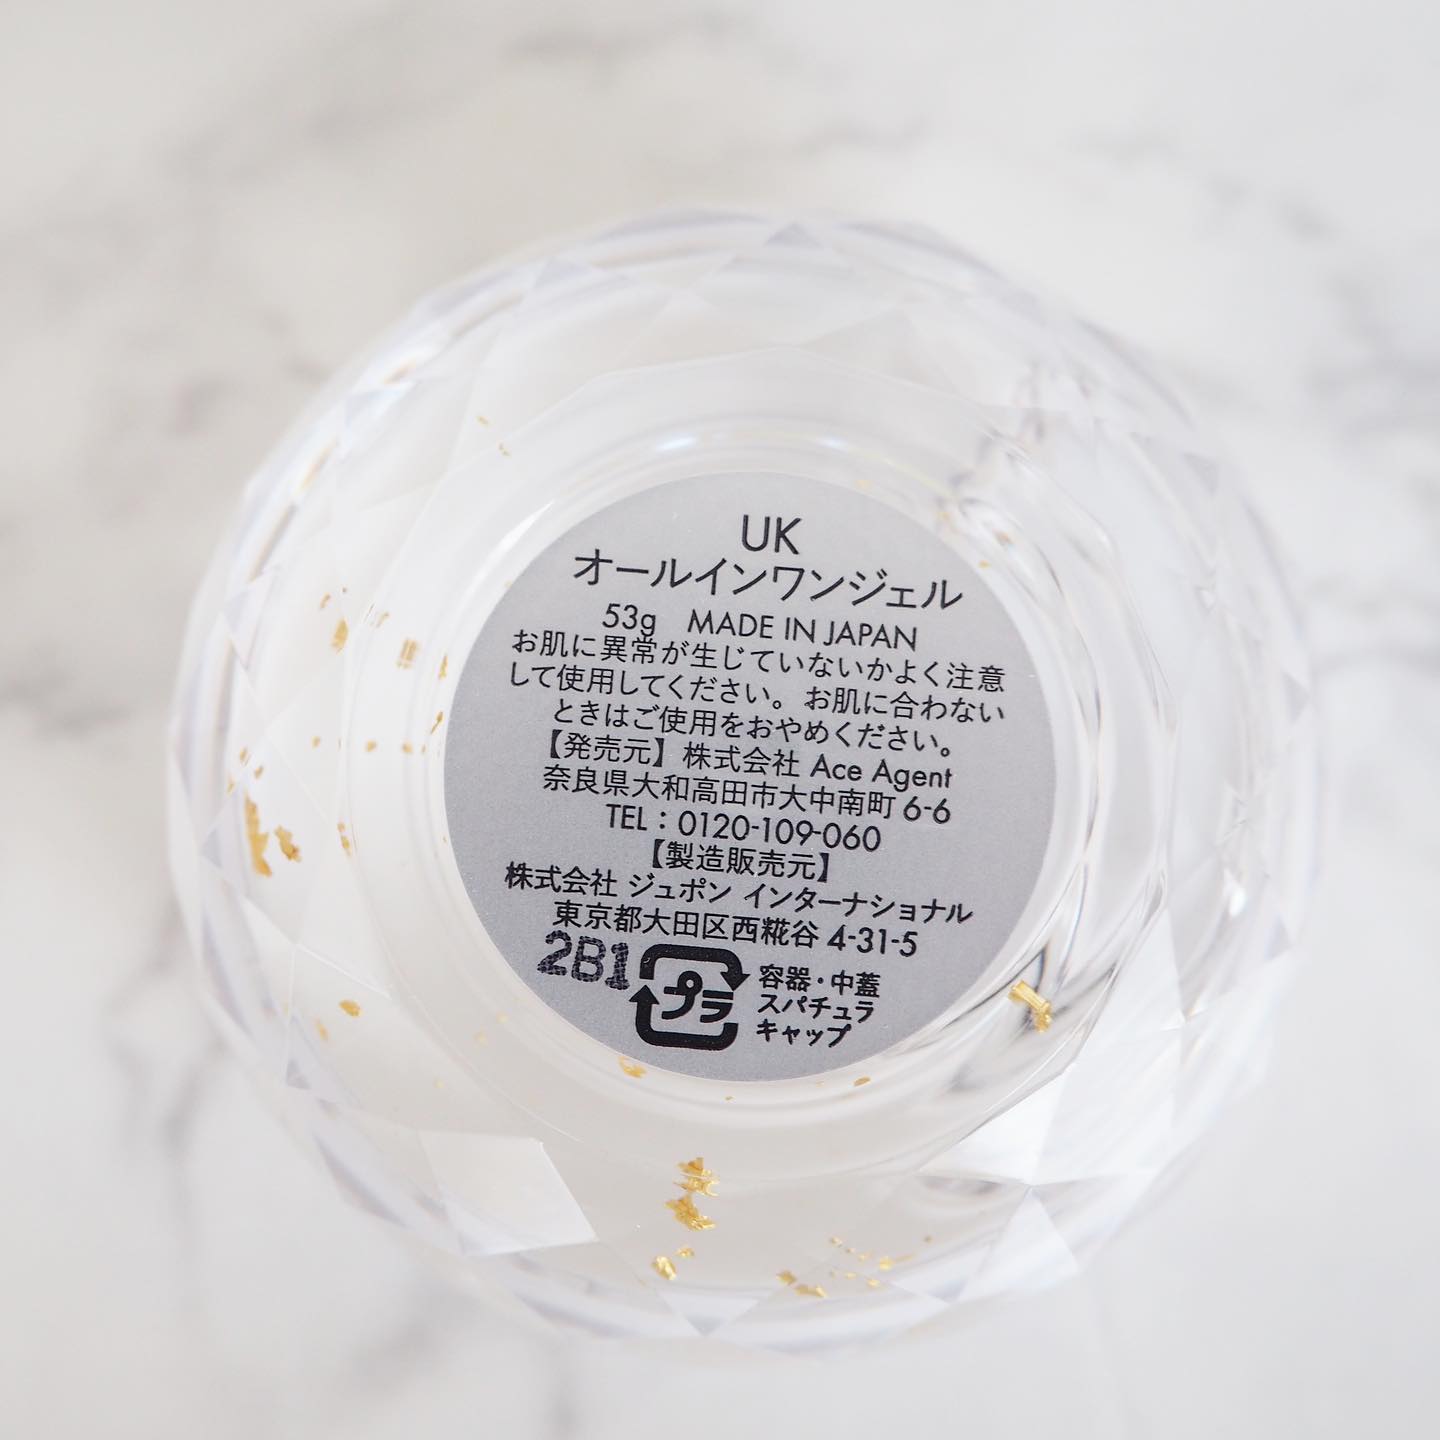 UK
オールインワンジェル
53g MADE IN JAPAN
お肌に異常が生じていないかよく注意
して使用してください。お肌に合わない
ときはご使用をおやめください。
【発売元】株式会社 Ace Agent
奈良県大和高田市大中南町 6-6
TEL：0120-109-060
【製造販売元】
株式会社 ジュポン インターナショナル
東京都大田区西糀谷 4-31-5
2B1
プラ
容器・中蓋
スパチュラ
キャップ